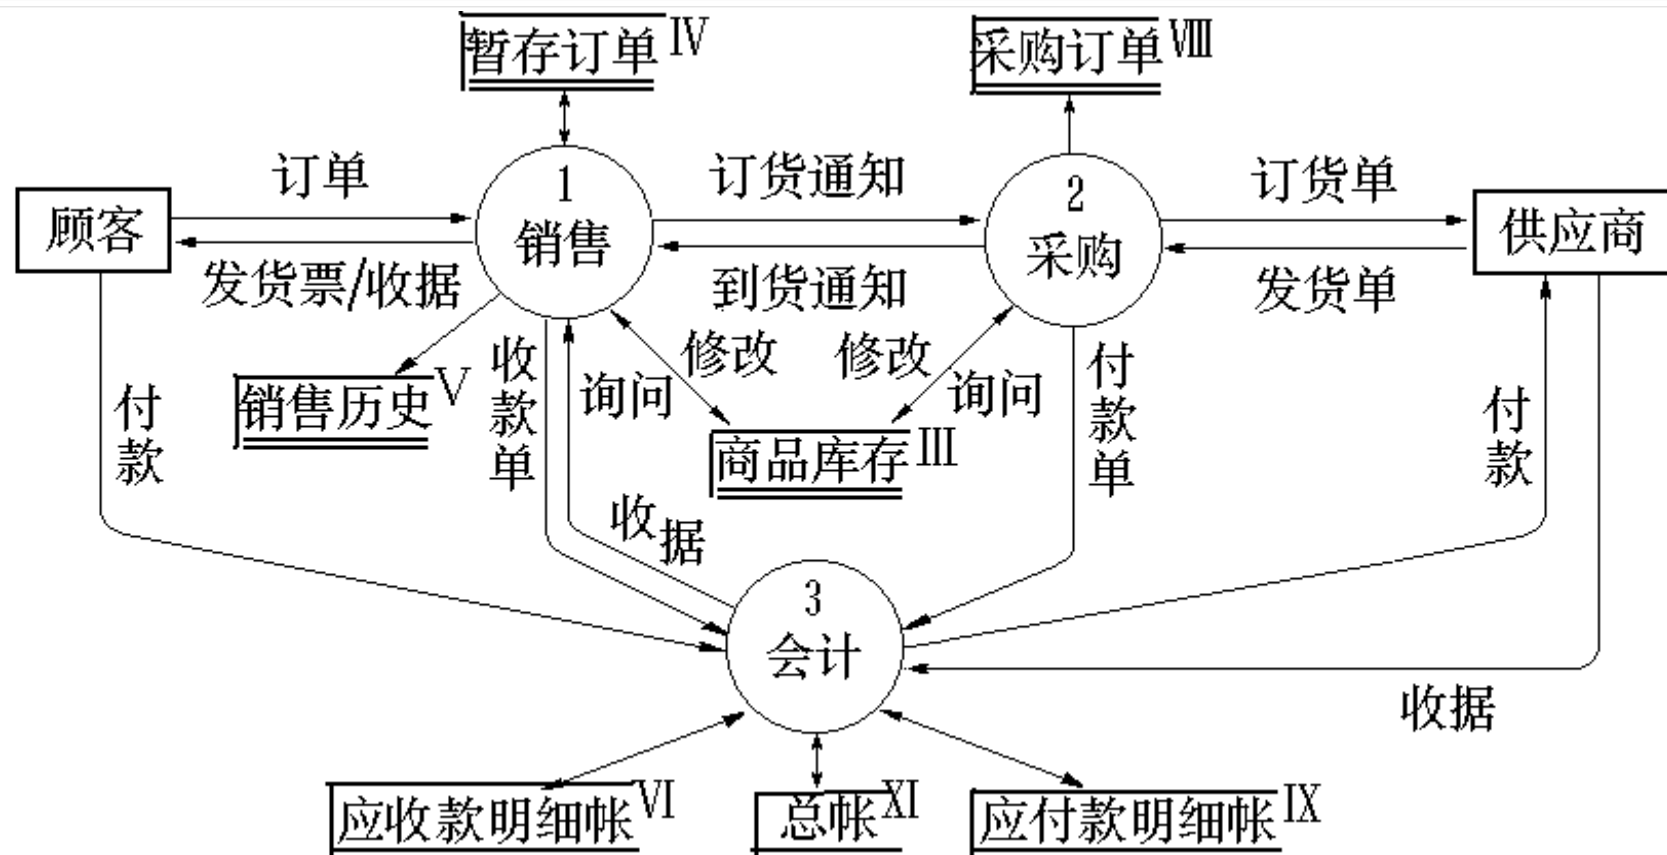 暂存订单 IV
采购订单 VIII
订单
1
销售
订货通知
2
采购
订货单
顾客
供应商
发货票/收据
到货通知
发货单
收款单
修改
询问
修改
询问
付款单
销售历史 V
付款
付款
商品库存 III
收据
3
会计
收据
应收款明细帐 VI
总帐 XI
应付款明细帐 IX